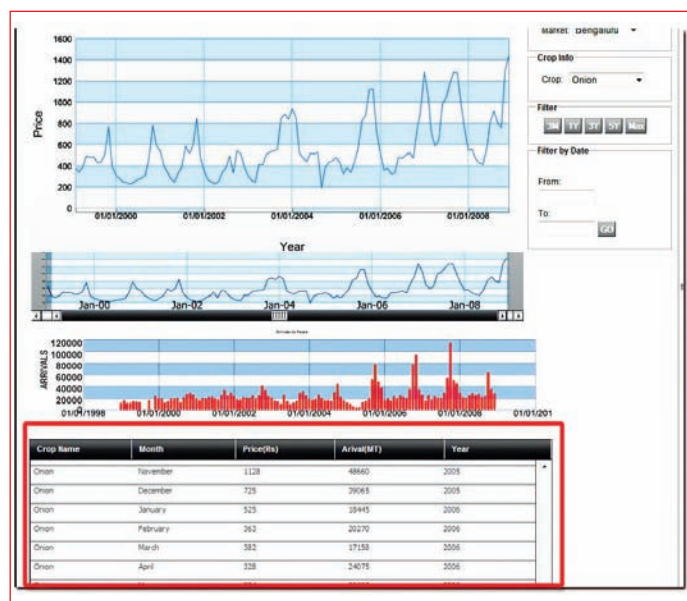 Market: Bengaluru
Crop Info
Crop: Onion
Filter
3M 1Y 3Y 5Y Max
Filter by Date
From:
To:
GO
Price
1600
1400
1200
1000
800
600
400
200
0
01/01/2000 01/01/2002 01/01/2004 01/01/2006 01/01/2008
Year
Jan-00 Jan-02 Jan-04 Jan-06 Jan-08
ARRIVALS
120000
100000
80000
60000
40000
20000
0
01/01/1998 01/01/2000 01/01/2002 01/01/2004 01/01/2006 01/01/2008 01/01/201
Crop Name Month Price(Rs) Arival(MT) Year
Onion November 1128 48660 2005
Onion December 725 39065 2005
Onion January 525 18445 2006
Onion February 363 20270 2006
Onion March 382 17158 2006
Onion April 328 24075 2006